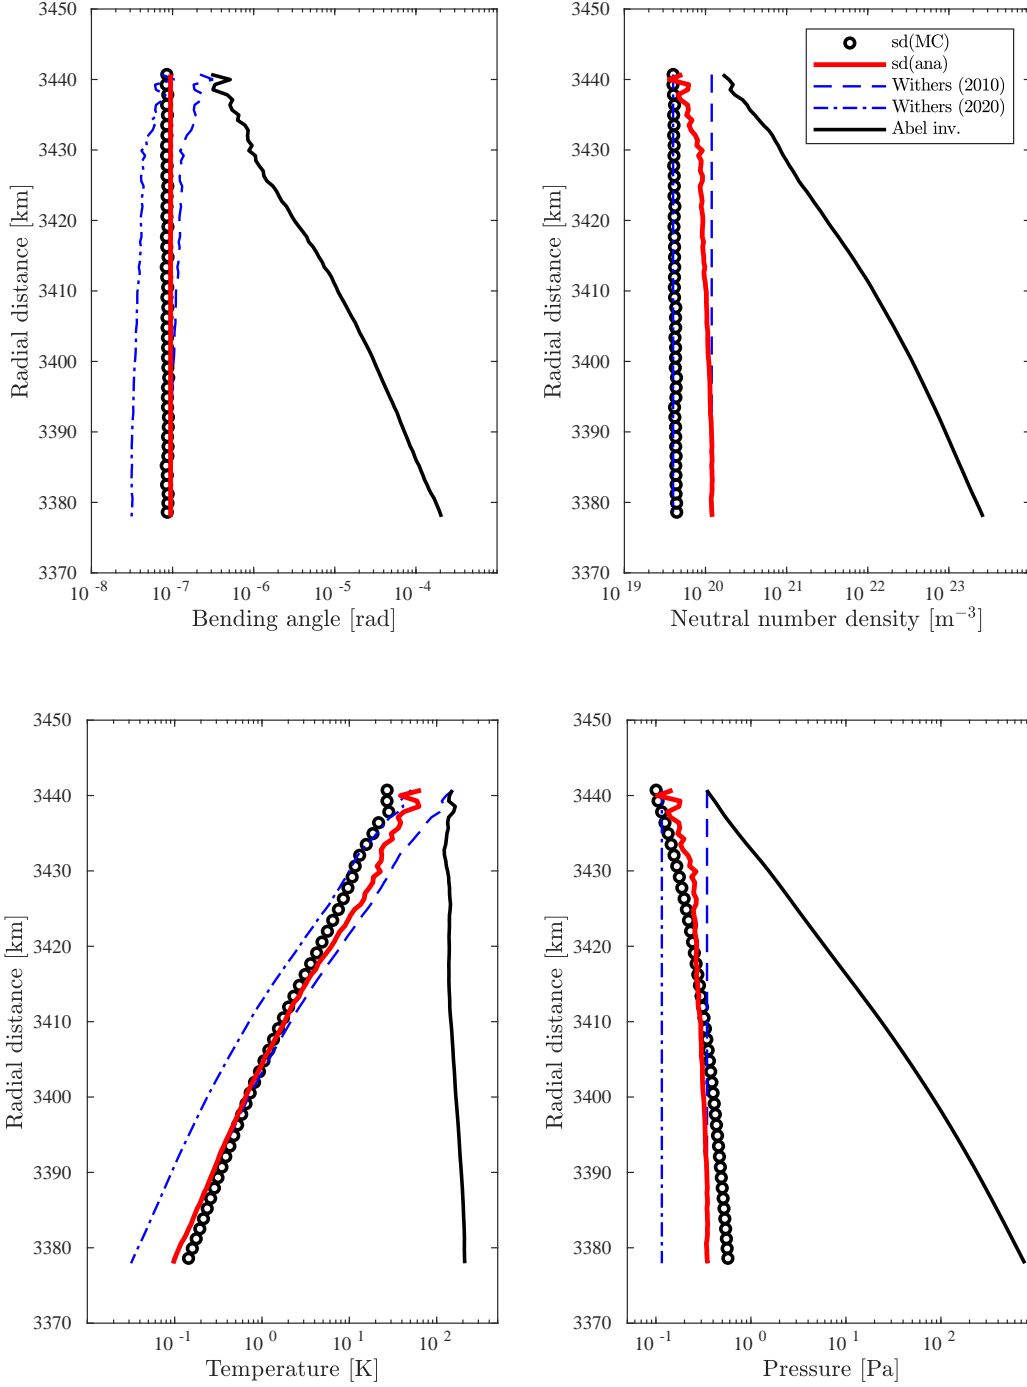 3450
3440
3430
3420
3410
3400
3390
3380
3370
Radial distance [km]
10^-8 10^-7 10^-6 10^-5 10^-4
Bending angle [rad]
3450
3440
3430
3420
3410
3400
3390
3380
3370
Radial distance [km]
sd(MC)
sd(ana)
Withers (2010)
Withers (2020)
Abel inv.
10^19 10^20 10^21 10^22 10^23
Neutral number density [m^−3]
3450
3440
3430
3420
3410
3400
3390
3380
3370
Radial distance [km]
10^-1 10^0 10^1 10^2
Temperature [K]
3450
3440
3430
3420
3410
3400
3390
3380
3370
Radial distance [km]
10^-1 10^0 10^1 10^2
Pressure [Pa]